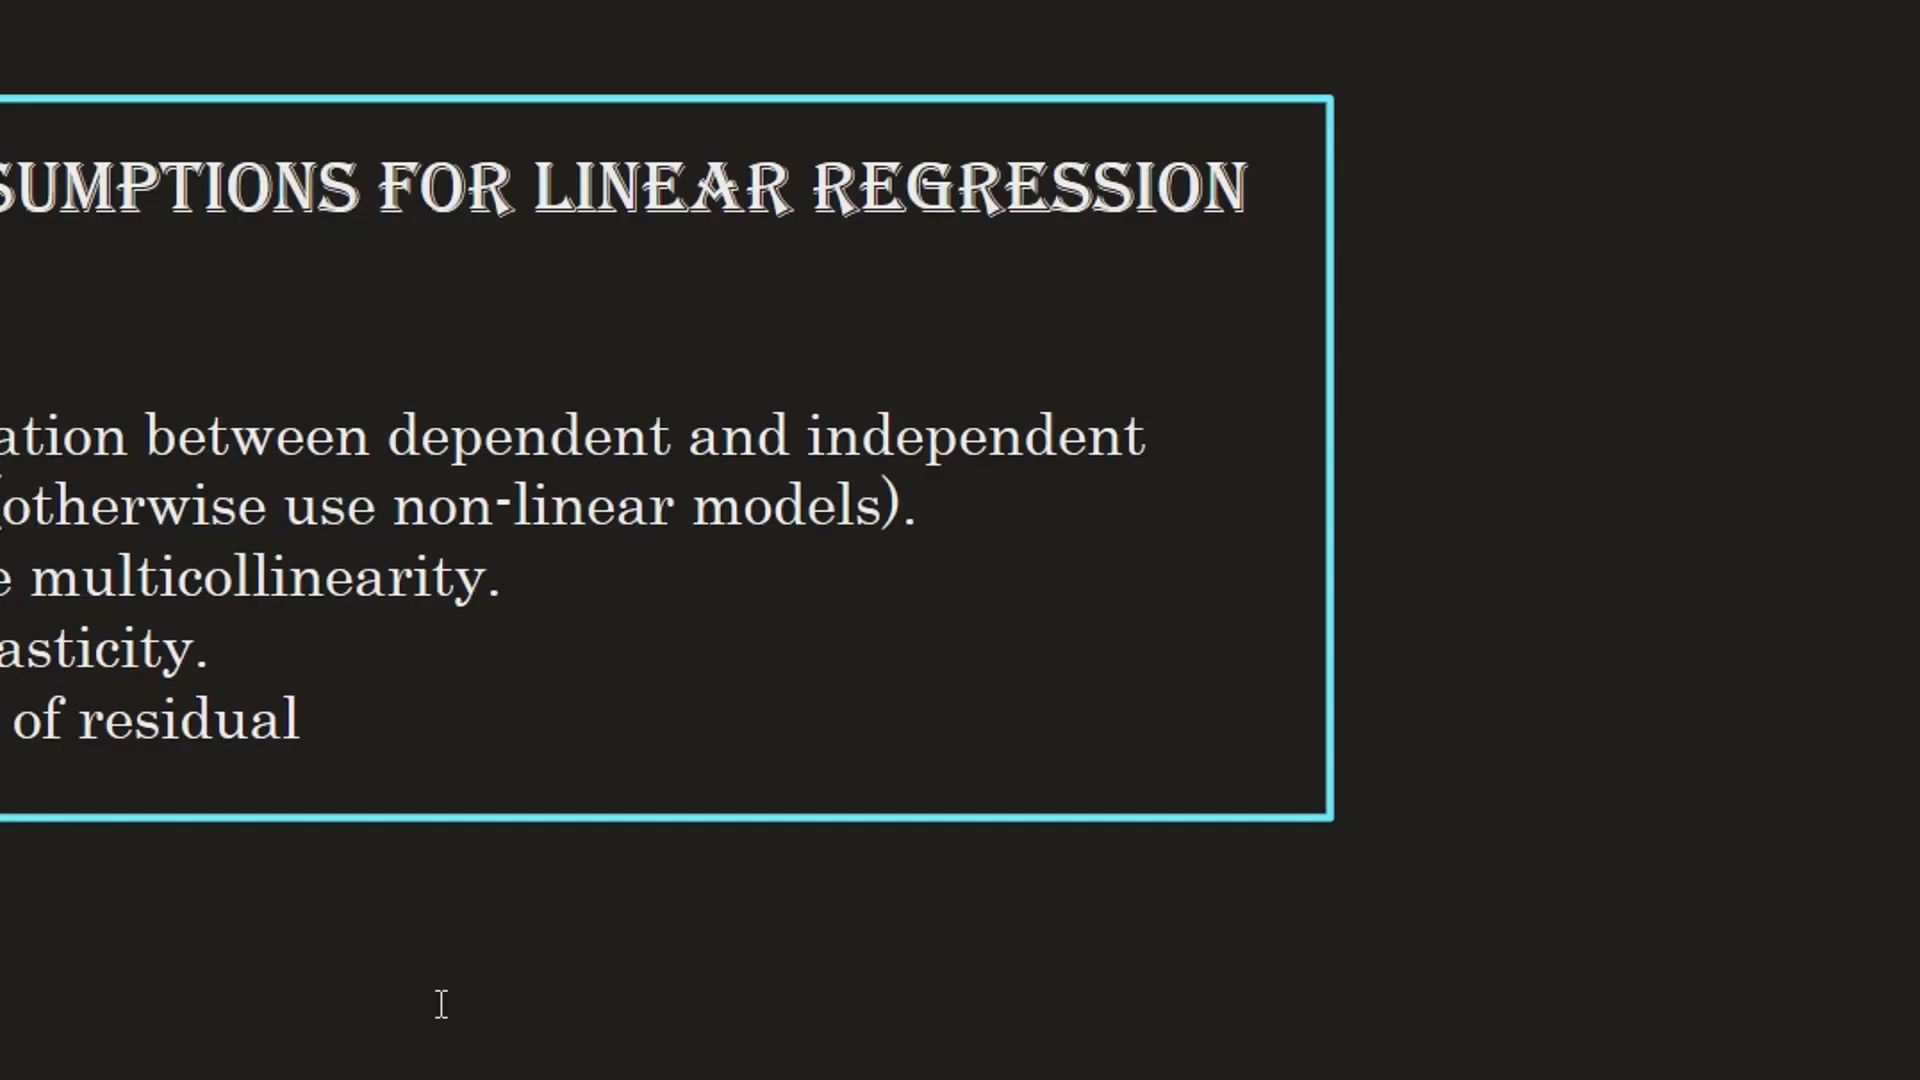 SUMPTIONS FOR LINEAR REGRESSION
ation between dependent and independent
(otherwise use non-linear models).
e multicollinearity.
asticity.
of residual